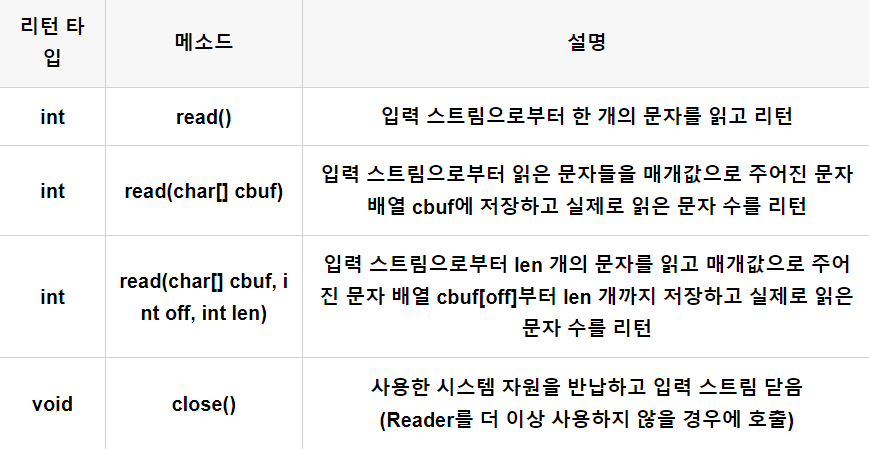 리턴 타
입
메소드
설명
int
read()
입력 스트림으로부터 한 개의 문자를 읽고 리턴
int
read(char[] cbuf)
입력 스트림으로부터 읽은 문자들을 매개값으로 주어진 문자
배열 cbuf에 저장하고 실제로 읽은 문자 수를 리턴
int
read(char[] cbuf, i
nt off, int len)
입력 스트림으로부터 len 개의 문자를 읽고 매개값으로 주어
진 문자 배열 cbuf[off]부터 len 개까지 저장하고 실제로 읽은
문자 수를 리턴
void
close()
사용한 시스템 자원을 반납하고 입력 스트림 닫음
(Reader를 더 이상 사용하지 않을 경우에 호출)